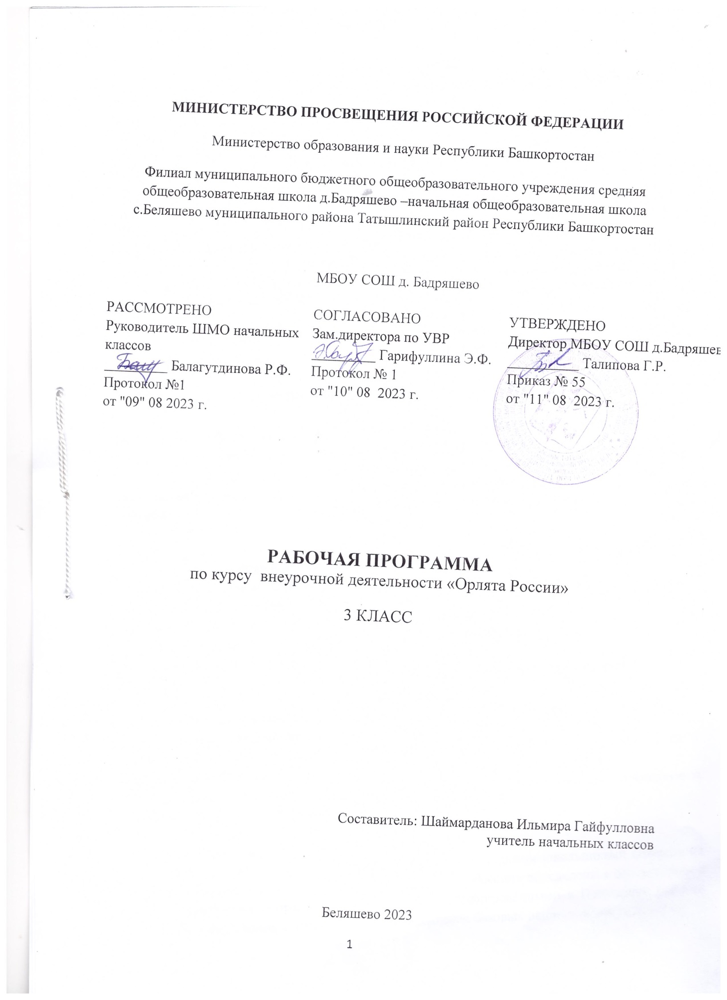 МИНИСТЕРСТВО ПРОСВЕЩЕНИЯ РОССИЙСКОЙ ФЕДЕРАЦИИ
Министерство образования и науки Республики Башкортостан
Филиал муниципального бюджетного общеобразовательного учреждения средняя
общеобразовательная школа д.Бадряшево –начальная общеобразовательная школа
с.Беляшево муниципального района Татышлинский район Республики Башкортостан
МБОУ СОШ д. Бадряшево
РАССМОТРЕНО
Руководитель ШМО начальных
классов
_________ Балагутдинова Р.Ф.
Протокол №1
от "09" 08 2023 г.
СОГЛАСОВАНО
Зам.директора по УВР
_________ Гарифуллина Э.Ф.
Протокол № 1
от "10" 08 2023 г.
УТВЕРЖДЕНО
Директор МБОУ СОШ д.Бадряшев
__________ Талипова Г.Р.
Приказ № 55
от "11" 08 2023 г.
РАБОЧАЯ ПРОГРАММА
по курсу внеурочной деятельности «Орлята России»
3 КЛАСС
Составитель: Шаймарданова Ильмира Гайфулловна
учитель начальных классов
Беляшево 2023
1